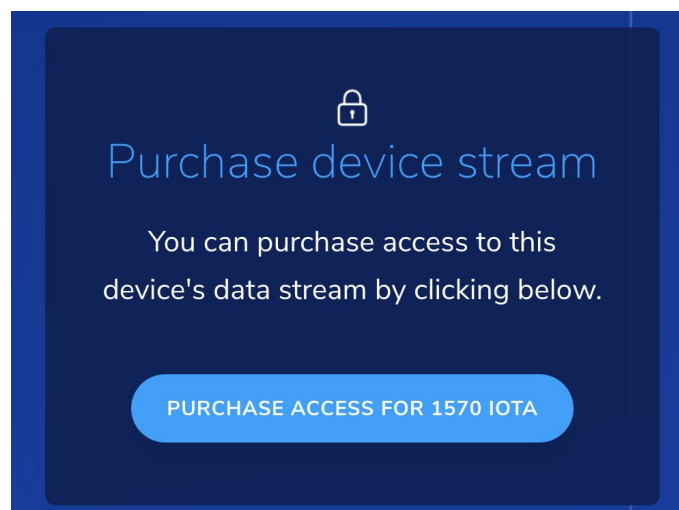 Purchase device stream
You can purchase access to this
device's data stream by clicking below.
PURCHASE ACCESS FOR 1570 IOTA